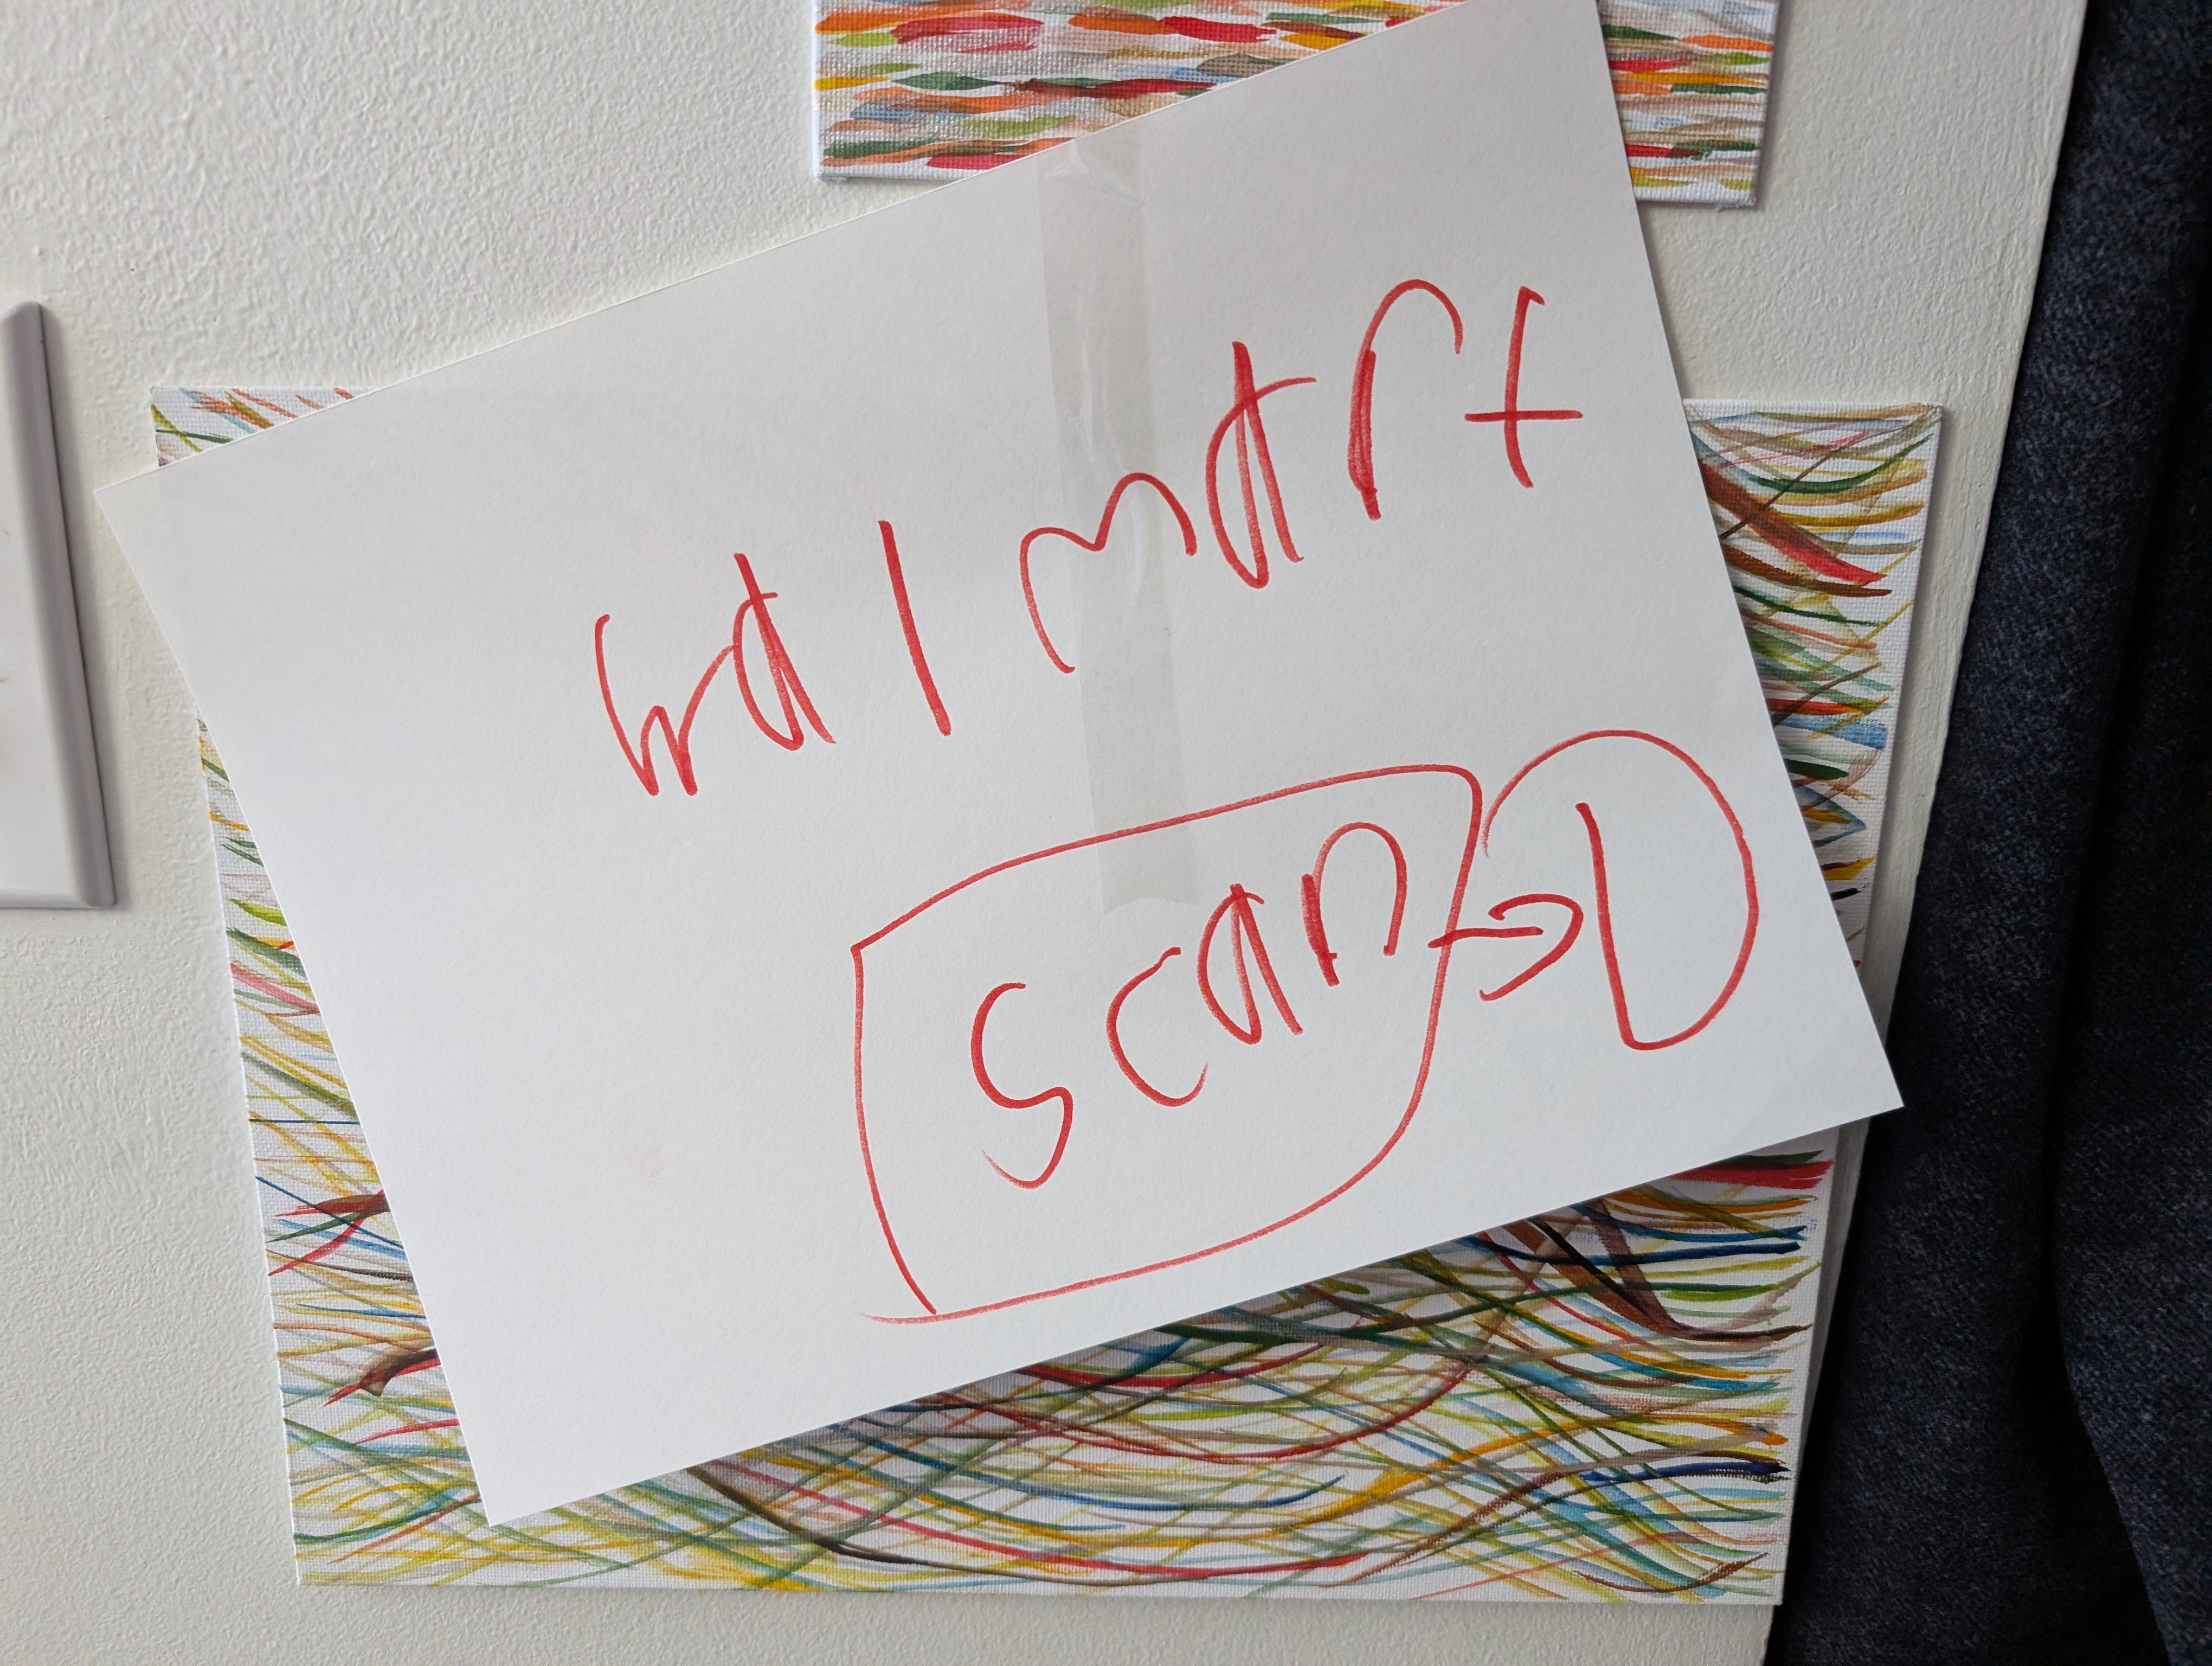 walmart
scan →